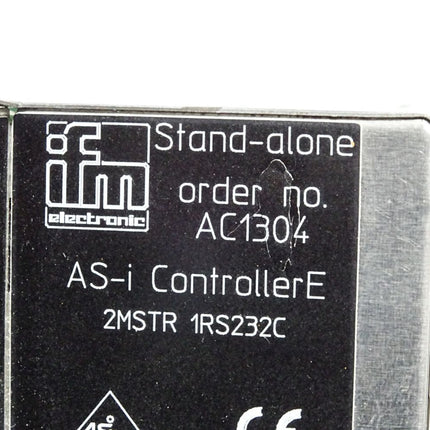 ifm
electronic
Stand-alone
order no.
AC1304
AS-i ControllerE
2MSTR 1RS232C
CE